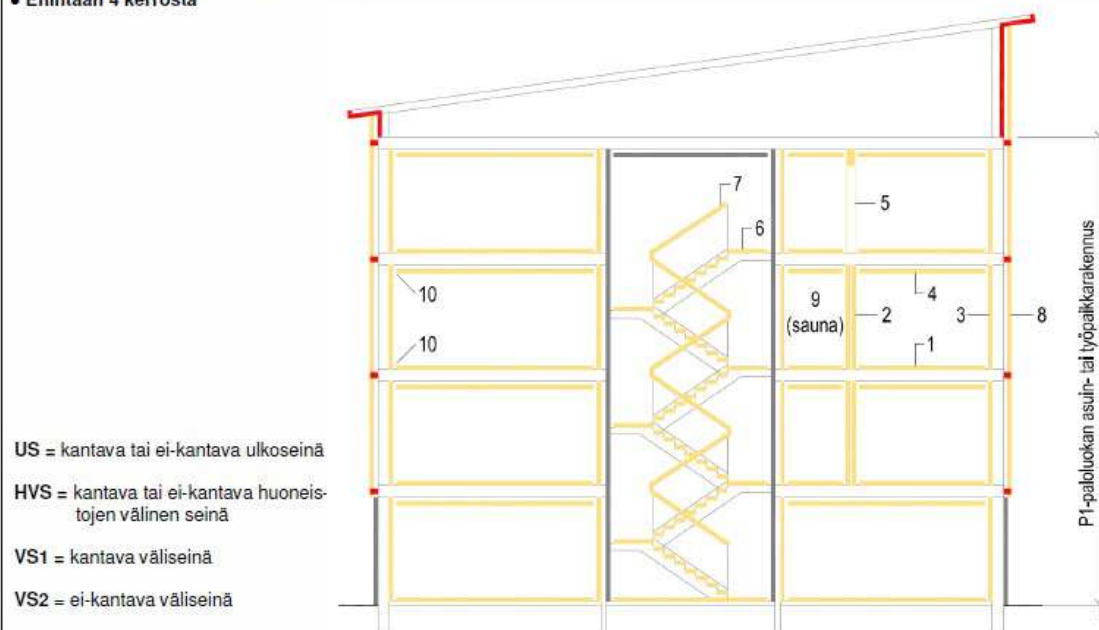 • Enintään 4 kerrosta
7
6
5
10
10
9
(sauna)
2
4
3
8
1
US = kantava tai ei-kantava ulkoseinä
HVS = kantava tai ei-kantava huoneis-
tojen välinen seinä
VS1 = kantava väliseinä
VS2 = ei-kantava väliseinä
P1-paloluokan asuin- tai työpaikkarakennus